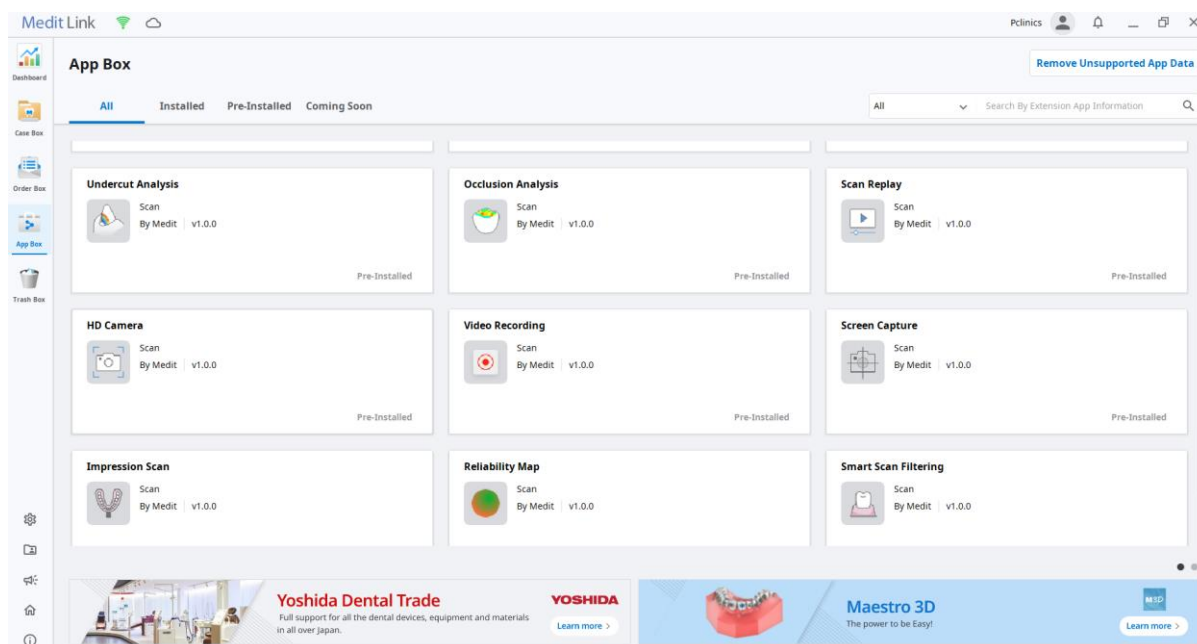 Medit Link
Pclinics
Dashboard
Case Box
Order Box
App Box
Trash Box
App Box
Remove Unsupported App Data
All
Installed
Pre-Installed
Coming Soon
All
Search By Extension App Information
Undercut Analysis
Scan
By Medit v1.0.0
Pre-Installed
Occlusion Analysis
Scan
By Medit v1.0.0
Pre-Installed
Scan Replay
Scan
By Medit v1.0.0
Pre-Installed
HD Camera
Scan
By Medit v1.0.0
Pre-Installed
Video Recording
Scan
By Medit v1.0.0
Pre-Installed
Screen Capture
Scan
By Medit v1.0.0
Pre-Installed
Impression Scan
Scan
By Medit v1.0.0
Reliability Map
Scan
By Medit v1.0.0
Smart Scan Filtering
Scan
By Medit v1.0.0
Yoshida Dental Trade
Full support for all the dental devices, equipment and materials
in all over Japan.
YOSHIDA
Learn more >
Maestro 3D
The power to be Easy!
M3D
Learn more >